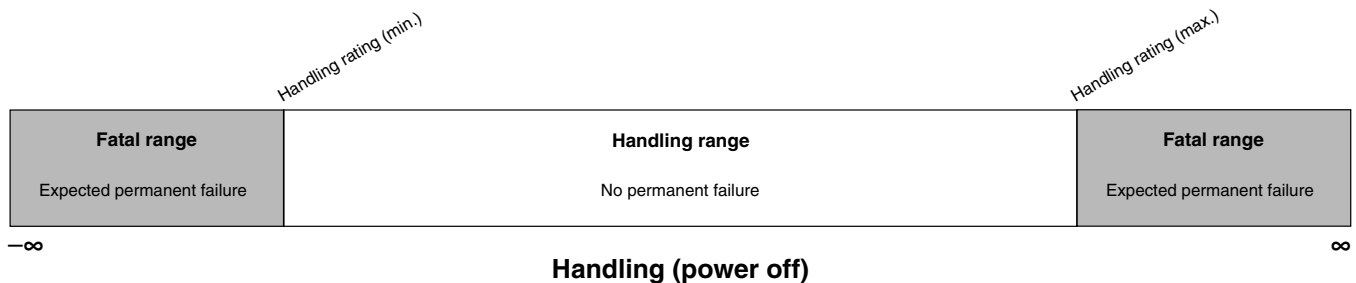 Handling rating (min.)
Handling rating (max.)
Fatal range
Expected permanent failure
Handling range
No permanent failure
Fatal range
Expected permanent failure
–∞
∞
Handling (power off)